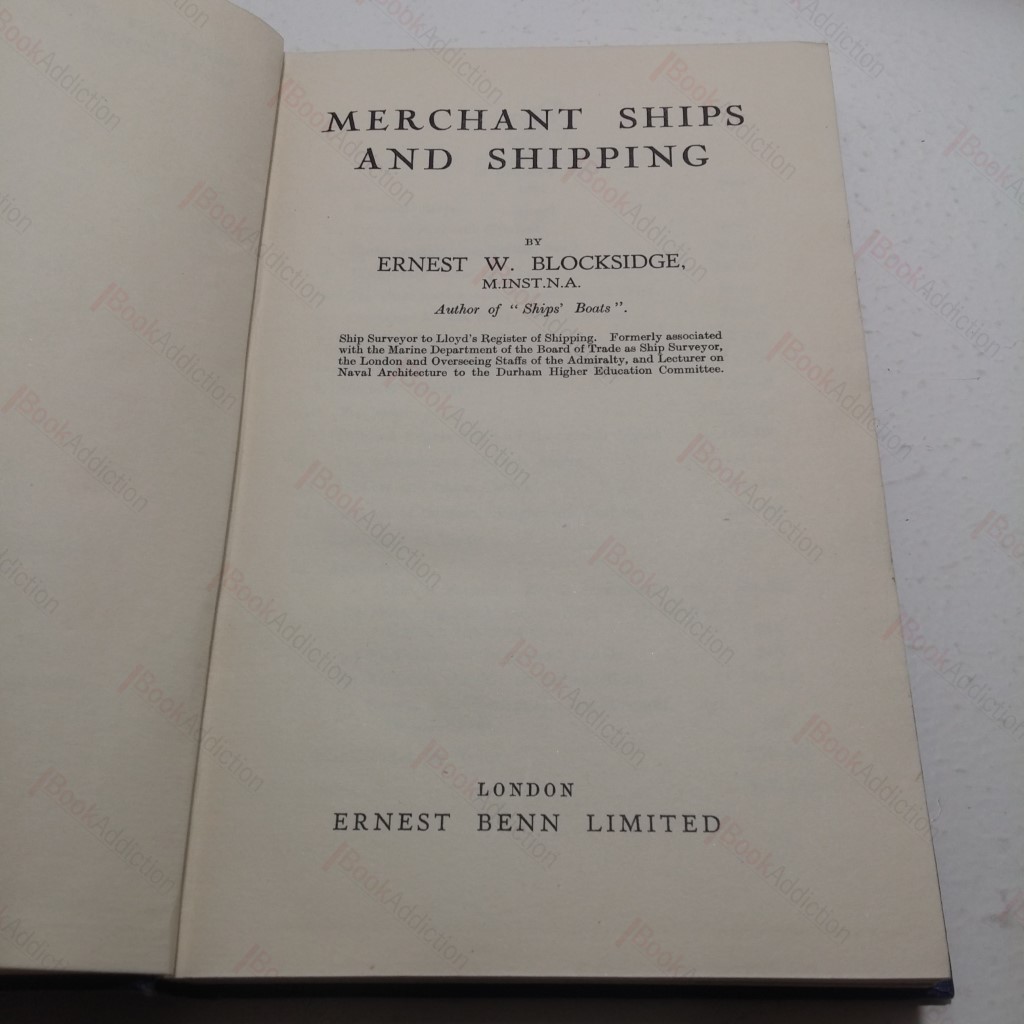 MERCHANT SHIPS
AND SHIPPING
BY
ERNEST W. BLOCKSIDGE,
M.INST.N.A.
Author of "Ships' Boats".
Ship Surveyor to Lloyd's Register of Shipping. Formerly associated
with the Marine Department of the Board of Trade as Ship Surveyor,
the London and Overseeing Staffs of the Admiralty, and Lecturer on
Naval Architecture to the Durham Higher Education Committee.
LONDON
ERNEST BENN LIMITED
BookAddiction